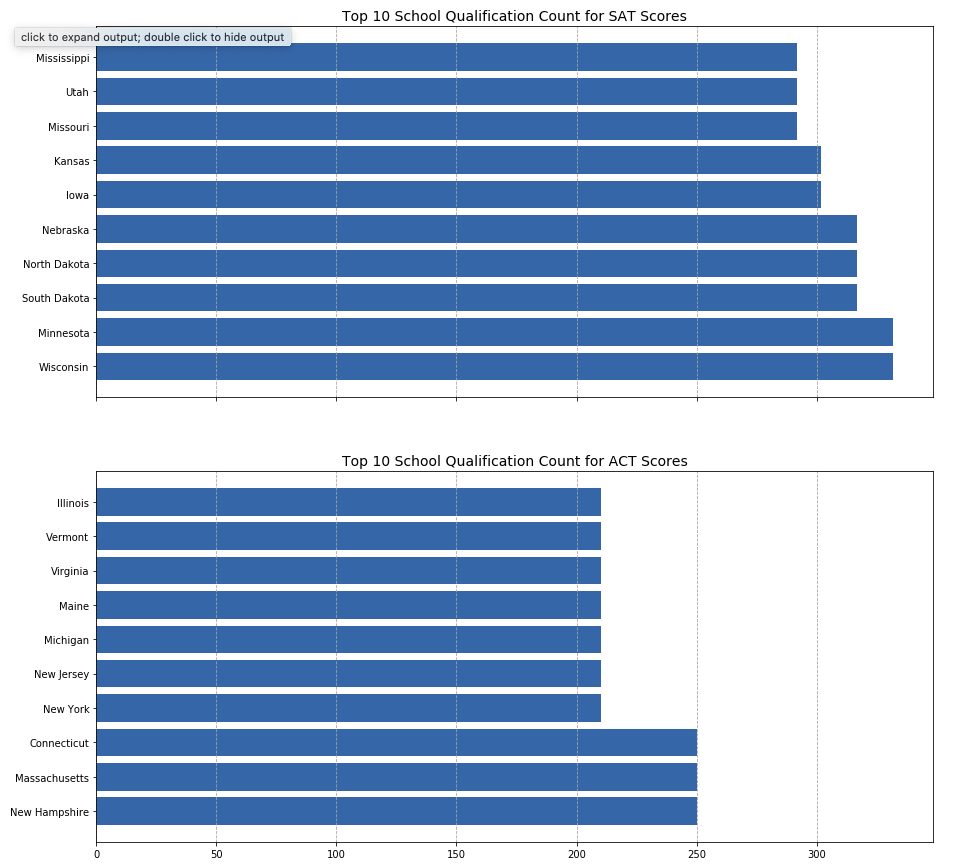 Top 10 School Qualification Count for SAT Scores
click to expand output; double click to hide output
Mississippi
Utah
Missouri
Kansas
Iowa
Nebraska
North Dakota
South Dakota
Minnesota
Wisconsin
Top 10 School Qualification Count for ACT Scores
Illinois
Vermont
Virginia
Maine
Michigan
New Jersey
New York
Connecticut
Massachusetts
New Hampshire
0 50 100 150 200 250 300